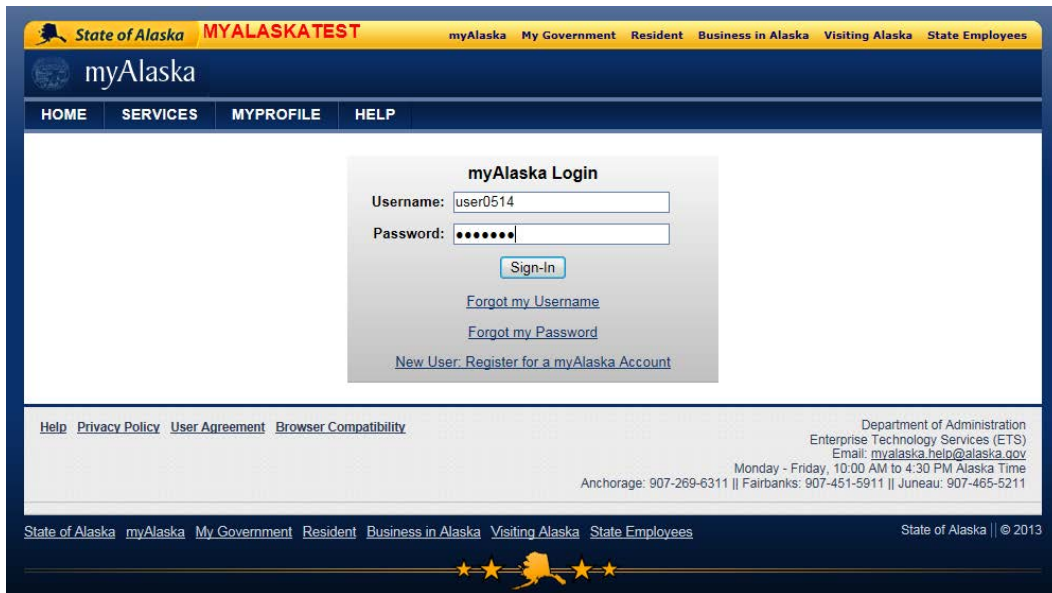 State of Alaska MYALASKATEST myAlaska My Government Resident Business in Alaska Visiting Alaska State Employees
myAlaska
HOME SERVICES MYPROFILE HELP
myAlaska Login
Username: user0514
Password: •••••••
Sign-In
Forgot my Username
Forgot my Password
New User: Register for a myAlaska Account
Help Privacy Policy User Agreement Browser Compatibility
Department of Administration
Enterprise Technology Services (ETS)
Email: myalaska.help@alaska.gov
Monday - Friday, 10:00 AM to 4:30 PM Alaska Time
Anchorage: 907-269-6311 || Fairbanks: 907-451-5911 || Juneau: 907-465-5211
State of Alaska myAlaska My Government Resident Business in Alaska Visiting Alaska State Employees
State of Alaska || © 2013